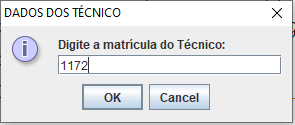 DADOS DOS TÉCNICO
Digite a matrícula do Técnico:
1172
OK Cancel